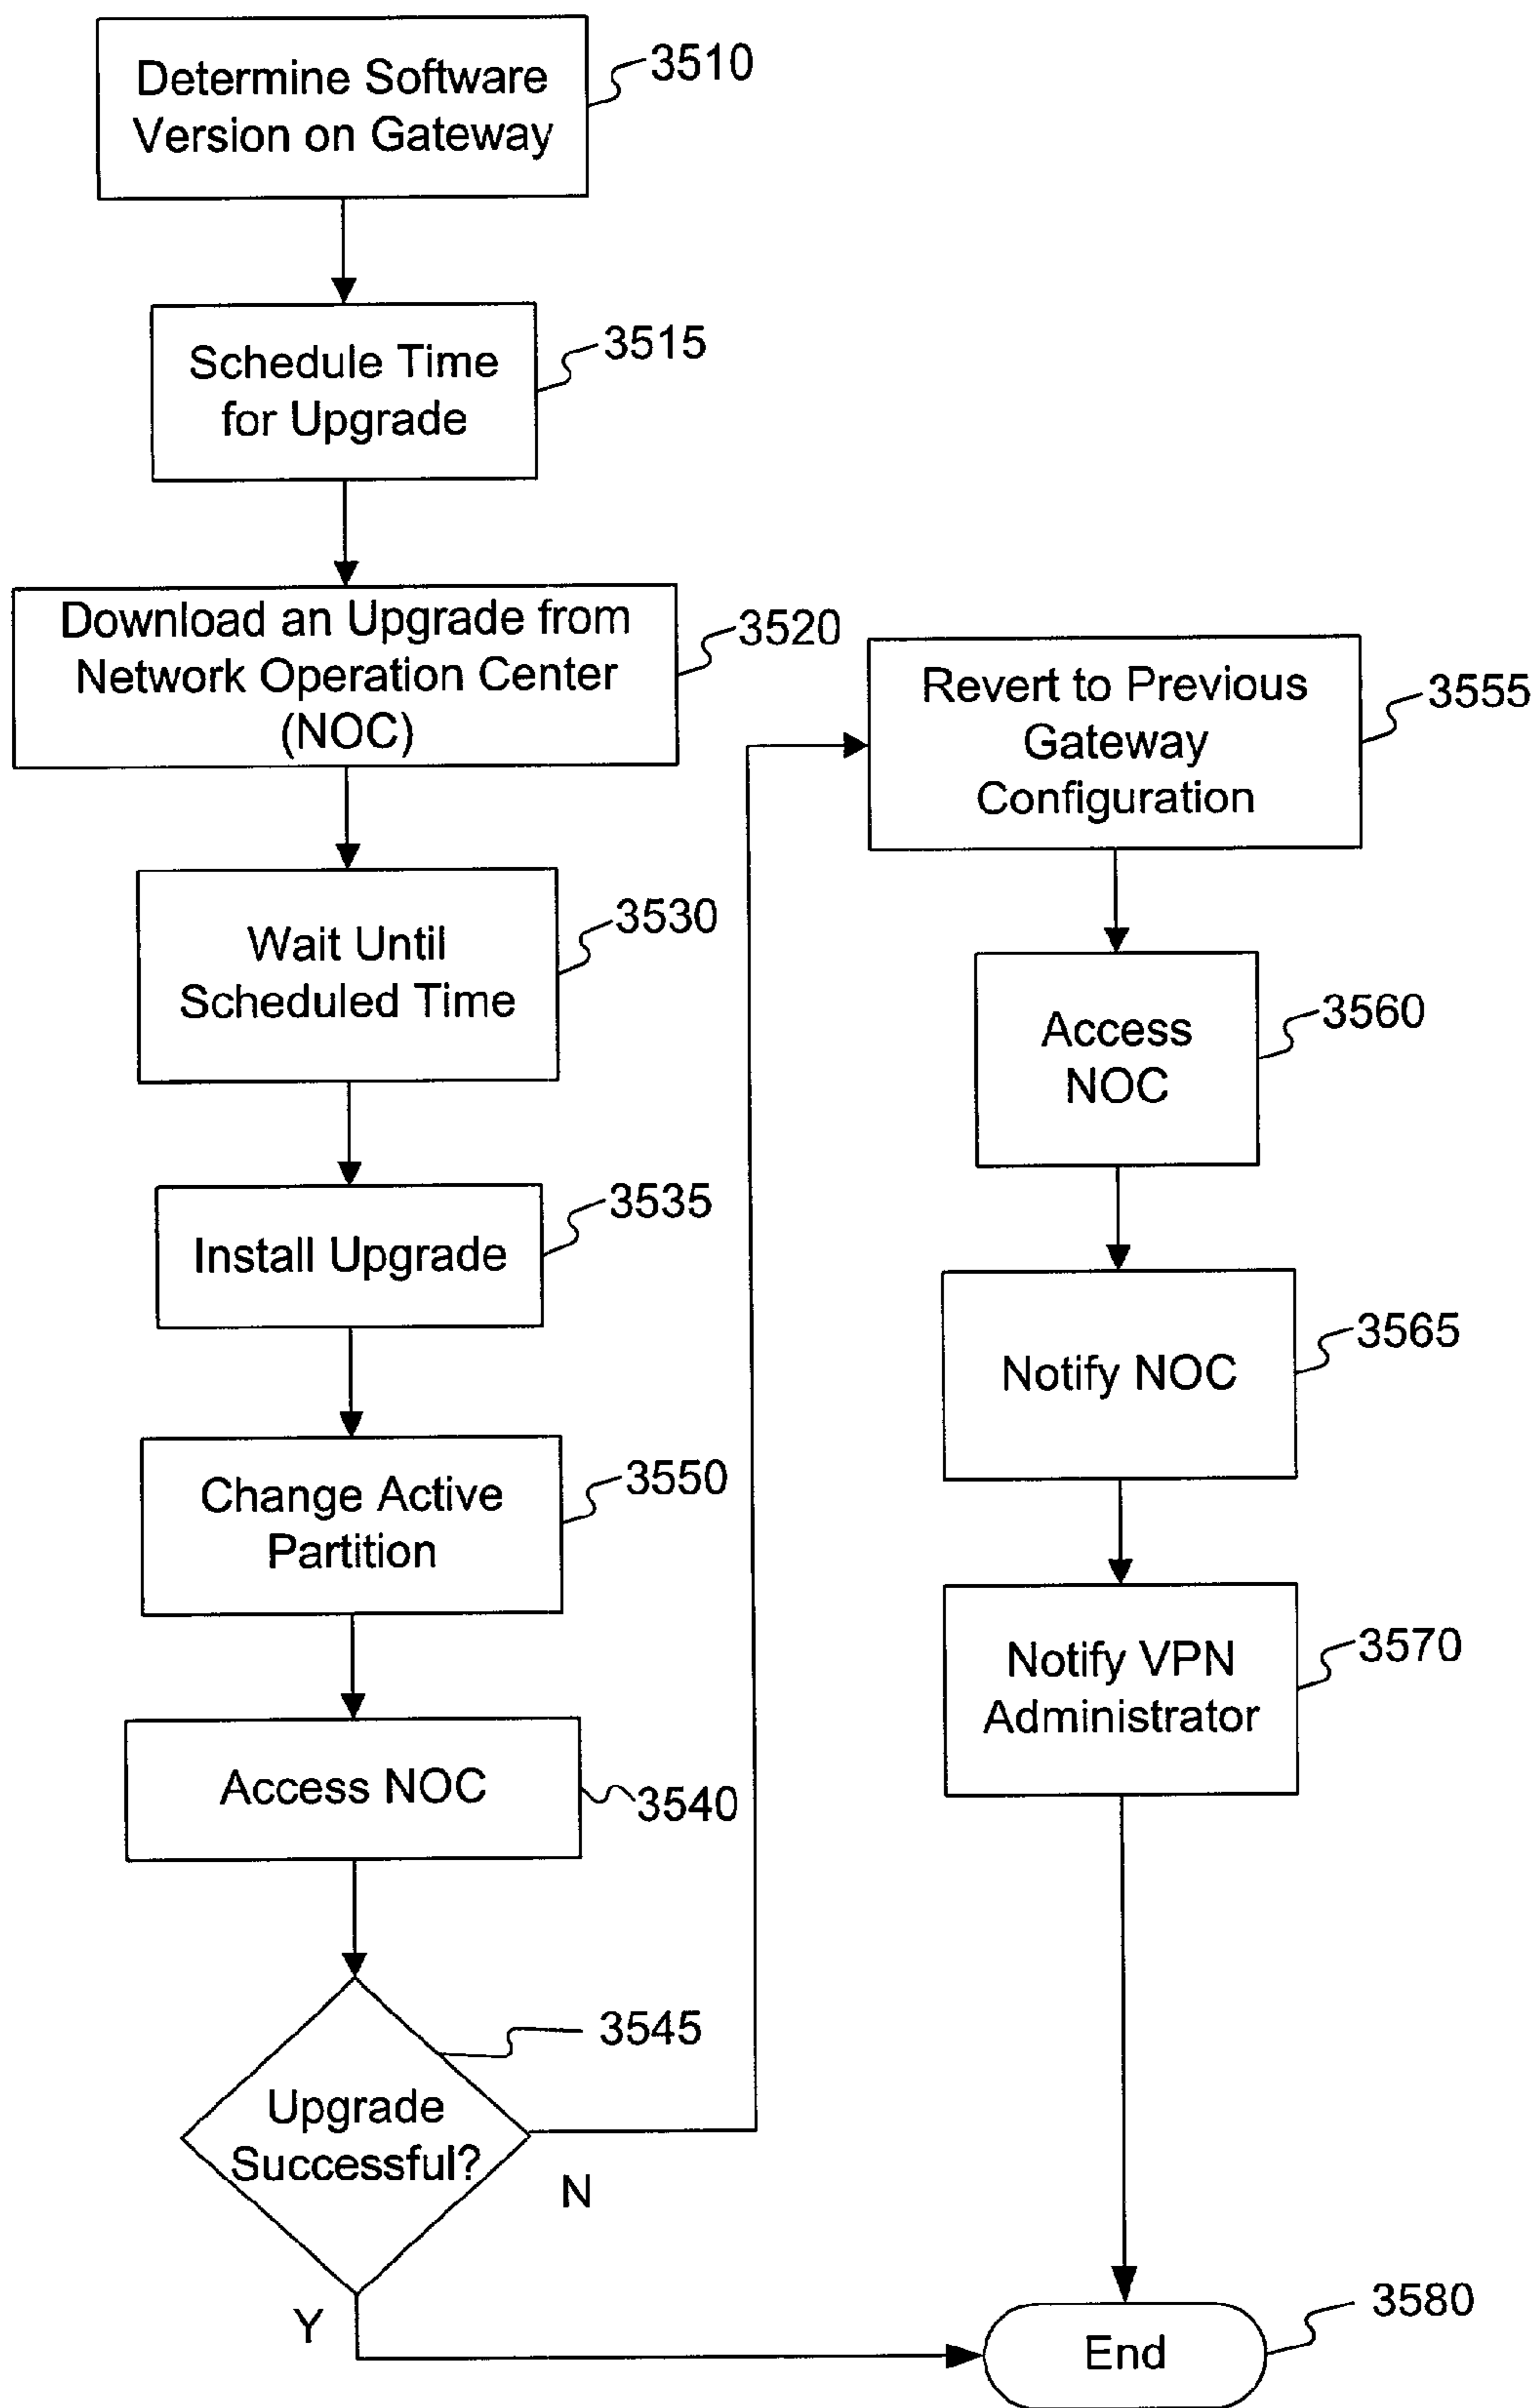 Determine Software
Version on Gateway
3510
Schedule Time
for Upgrade
3515
Download an Upgrade from
Network Operation Center
(NOC)
3520
Wait Until
Scheduled Time
3530
Install Upgrade
3535
Change Active
Partition
3550
Access NOC
3540
Upgrade
Successful?
3545
N
Y
Revert to Previous
Gateway
Configuration
3555
Access
NOC
3560
Notify NOC
3565
Notify VPN
Administrator
3570
End
3580